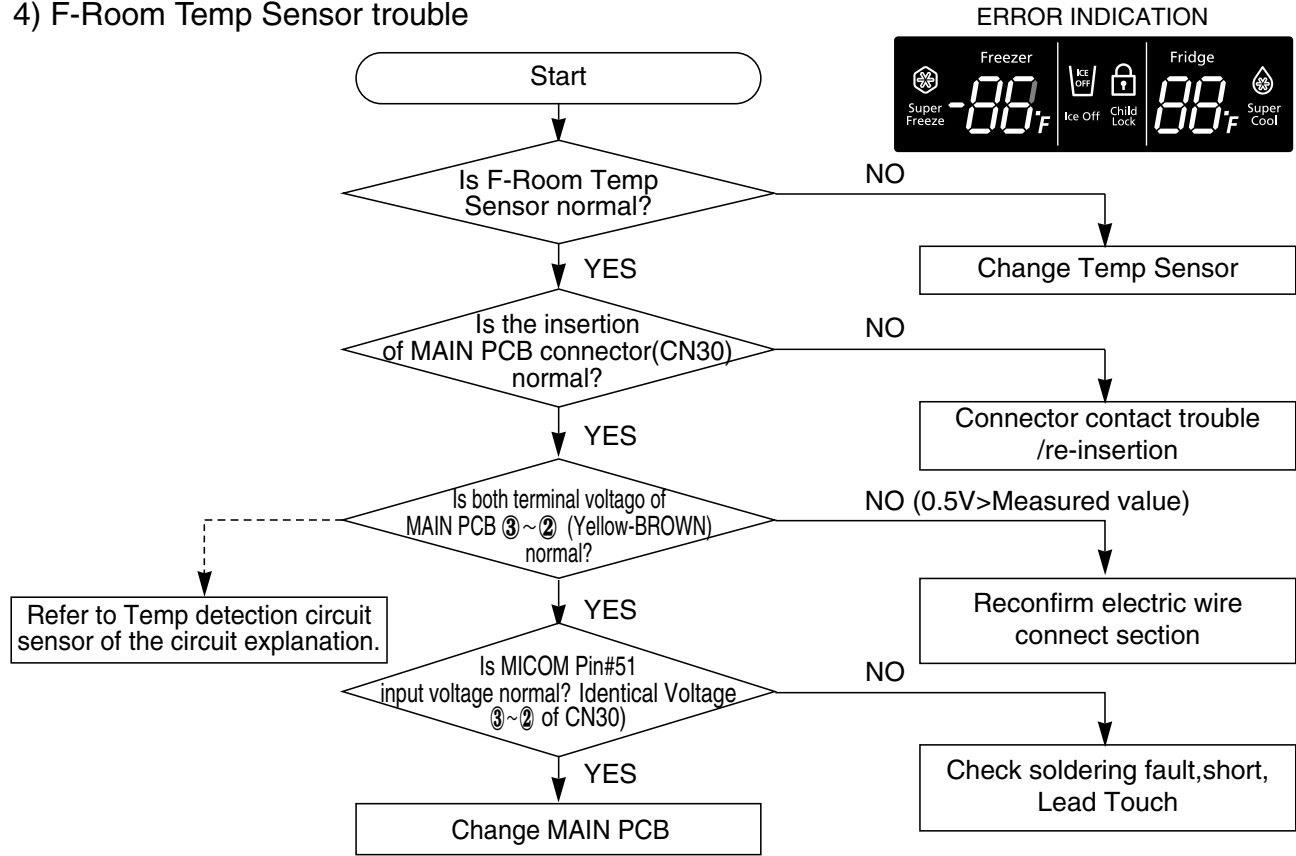 4) F-Room Temp Sensor trouble
ERROR INDICATION
Freezer
Fridge
ICE
OFF
-88°F
88°F
Super
Freeze
Ice Off
Child
Lock
Super
Cool
Start
Is F-Room Temp
Sensor normal?
NO
Change Temp Sensor
YES
Is the insertion
of MAIN PCB connector(CN30)
normal?
NO
Connector contact trouble
/re-insertion
YES
Is both terminal voltago of
MAIN PCB ③~② (Yellow-BROWN)
normal?
NO (0.5V>Measured value)
Reconfirm electric wire
connect section
Refer to Temp detection circuit
sensor of the circuit explanation.
YES
Is MICOM Pin#51
input voltage normal? Identical Voltage
③~② of CN30)
NO
Check soldering fault,short,
Lead Touch
YES
Change MAIN PCB